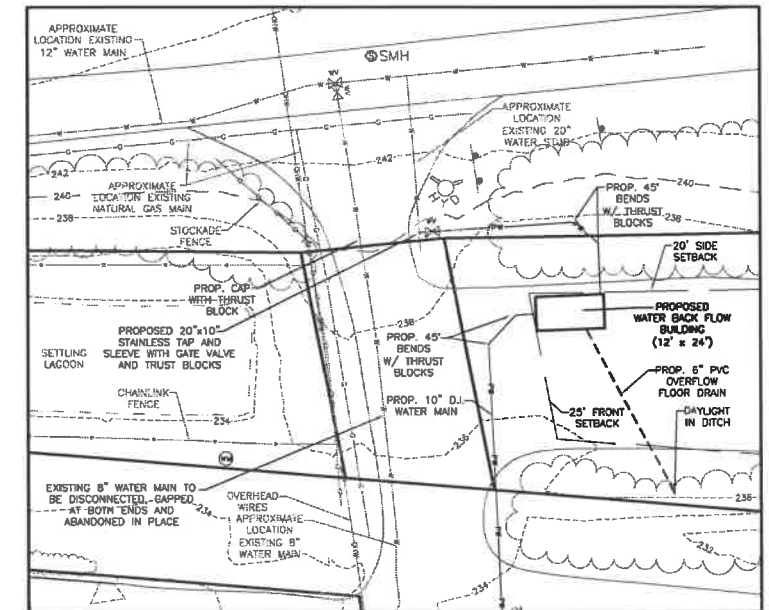 APPROXIMATE
LOCATION EXISTING
12" WATER MAIN
SMH
WV
APPROXIMATE
LOCATION
EXISTING 20"
WATER STUB
242
242
240
240
238
238
APPROXIMATE
LOCATION EXISTING
NATURAL GAS MAIN
STOCKADE
FENCE
HYD
WV
PROP. 45°
BENDS
W/ THRUST
BLOCKS
20' SIDE
SETBACK
PROP. CAP
WITH THRUST
BLOCK
PROPOSED 20"x10"
STAINLESS TAP AND
SLEEVE WITH GATE VALVE
AND TRUST BLOCKS
SETTLING
LAGOON
CHAINLINK
FENCE
234
236
PROP. 45°
BENDS
W/ THRUST
BLOCKS
PROP. 10" D.I.
WATER MAIN
236
PROPOSED
WATER BACK FLOW
BUILDING
(12' x 24')
PROP. 6" PVC
OVERFLOW
FLOOR DRAIN
25' FRONT
SETBACK
DAYLIGHT
IN DITCH
EXISTING 8" WATER MAIN TO
BE DISCONNECTED, CAPPED
AT BOTH ENDS AND
ABANDONED IN PLACE
234
OVERHEAD
WIRES
APPROXIMATE
LOCATION
EXISTING 8"
WATER MAIN
236
232
234